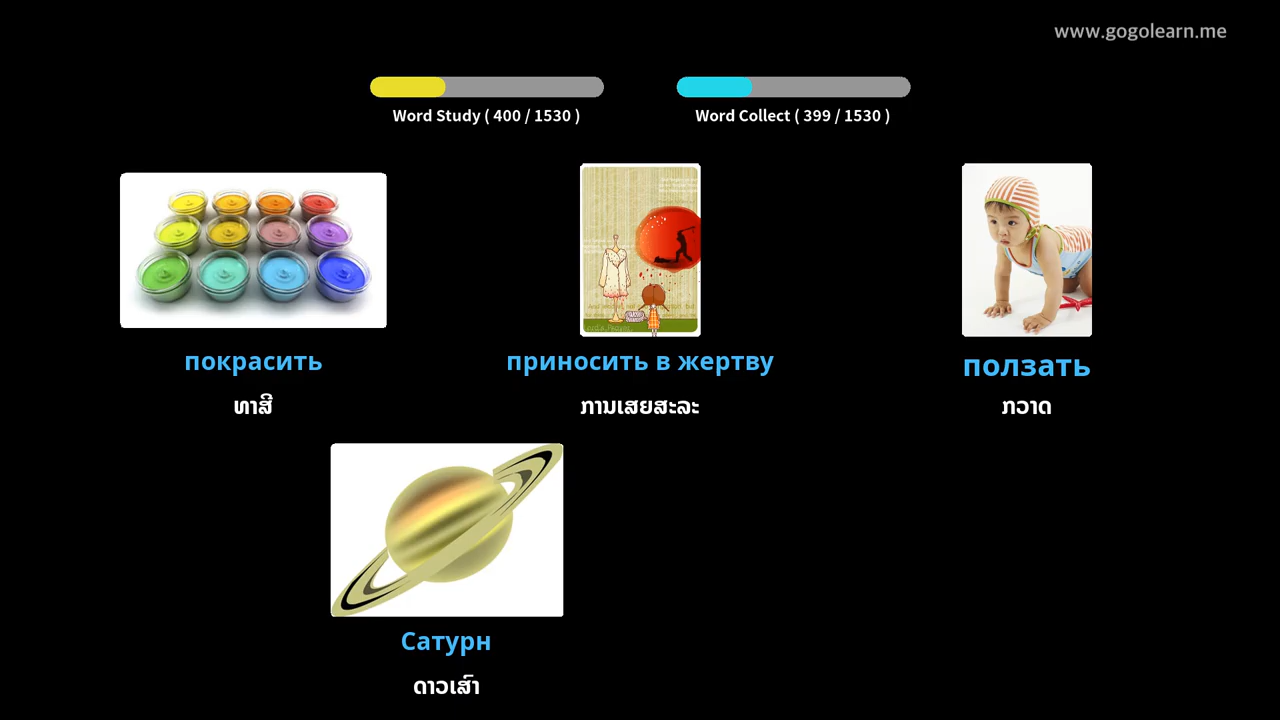 www.gogolearn.me
Word Study ( 400 / 1530 )
Word Collect ( 399 / 1530 )
покрасить
приносить в жертву
ползать
ທາສີ
ການເສຍສະລະ
ກວາດ
Сатурн
ດາວເສົາ